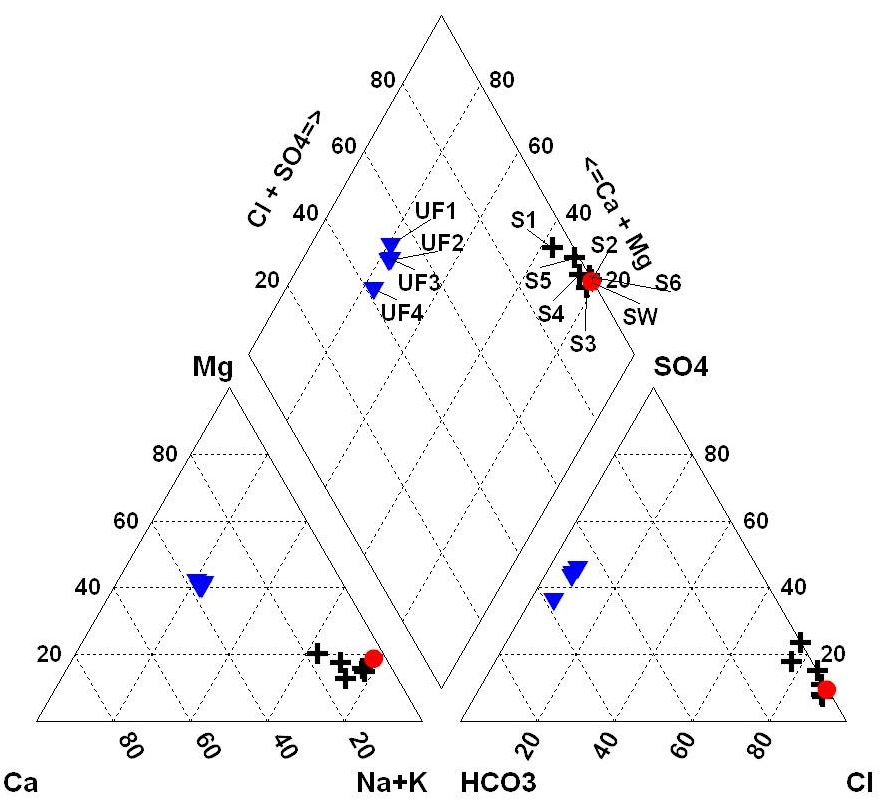 80 80
60 60
Cl + SO4=>
<=Ca + Mg
40 40
UF1
S1
UF2
S2
20
UF3
S5
20
S6
UF4
S4
SW
S3
Mg
SO4
80
80
60
60
40
40
20
20
80 60 40 20
20 40 60 80
Ca
Na+K
HCO3
Cl